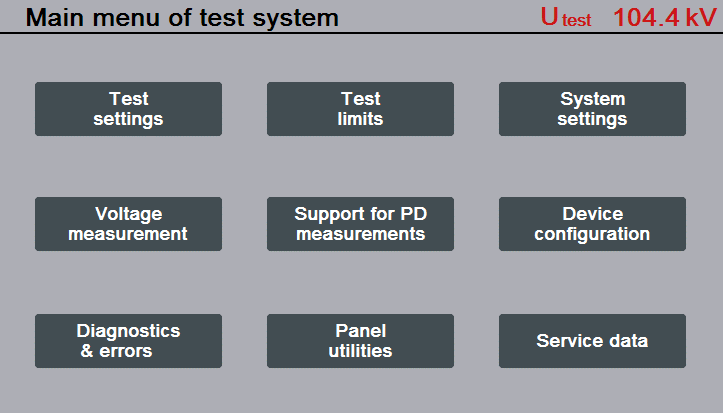 Main menu of test system U test 104.4 kV
Test
settings
Test
limits
System
settings
Voltage
measurement
Support for PD
measurements
Device
configuration
Diagnostics
& errors
Panel
utilities
Service data